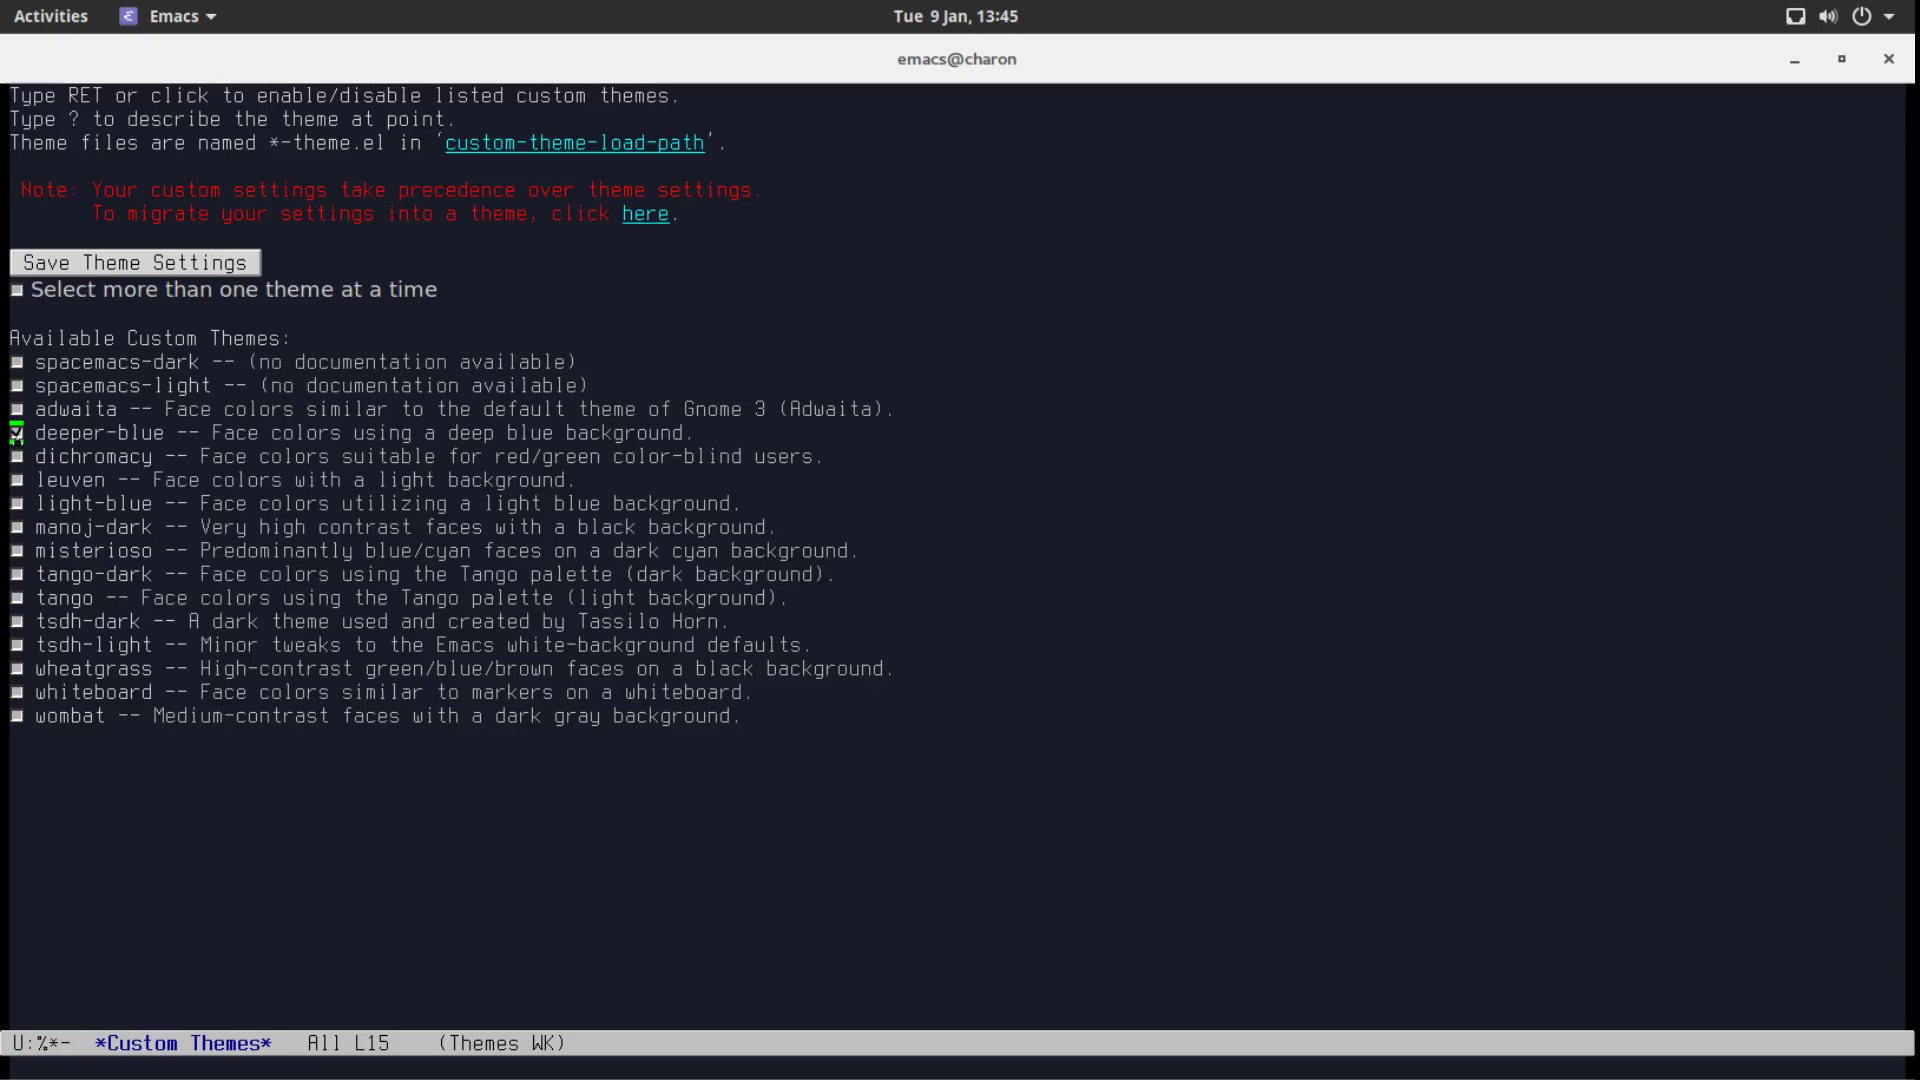 Activities Emacs Tue 9 Jan, 13:45
emacs@charon
Type RET or click to enable/disable listed custom themes.
Type ? to describe the theme at point.
Theme files are named *-theme.el in ‘custom-theme-load-path’.
Note: Your custom settings take precedence over theme settings.
To migrate your settings into a theme, click here.
Save Theme Settings
Select more than one theme at a time
Available Custom Themes:
spacemacs-dark -- (no documentation available)
spacemacs-light -- (no documentation available)
adwaita -- Face colors similar to the default theme of Gnome 3 (Adwaita).
deeper-blue -- Face colors using a deep blue background.
dichromacy -- Face colors suitable for red/green color-blind users.
leuven -- Face colors with a light background.
light-blue -- Face colors utilizing a light blue background.
manoj-dark -- Very high contrast faces with a black background.
misterioso -- Predominantly blue/cyan faces on a dark cyan background.
tango-dark -- Face colors using the Tango palette (dark background).
tango -- Face colors using the Tango palette (light background).
tsdh-dark -- A dark theme used and created by Tassilo Horn.
tsdh-light -- Minor tweaks to the Emacs white-background defaults.
wheatgrass -- High-contrast green/blue/brown faces on a black background.
whiteboard -- Face colors similar to markers on a whiteboard.
wombat -- Medium-contrast faces with a dark gray background.
U:%*- *Custom Themes* All L15 (Themes WK)